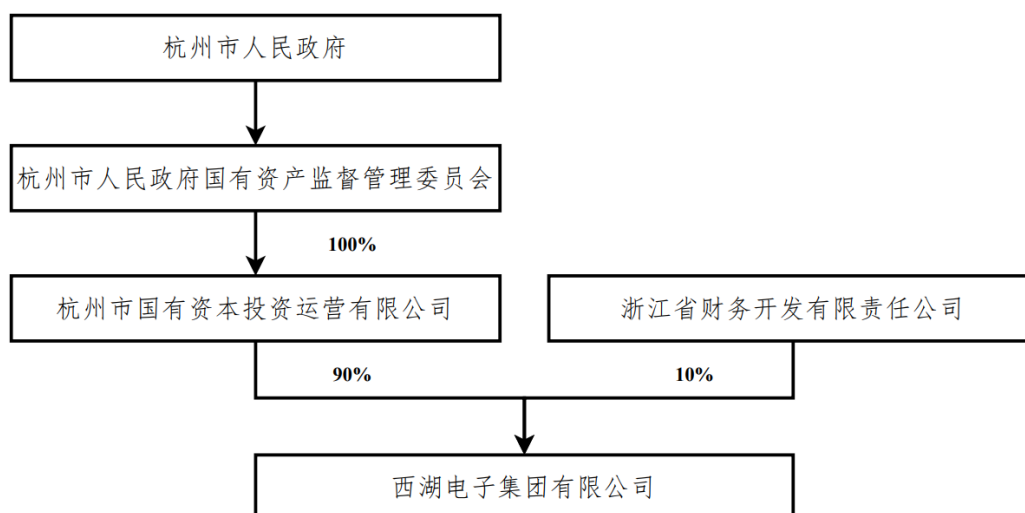 杭州市人民政府
杭州市人民政府国有资产监督管理委员会
100%
杭州市国有资本投资运营有限公司
浙江省财务开发有限责任公司
90%
10%
西湖电子集团有限公司